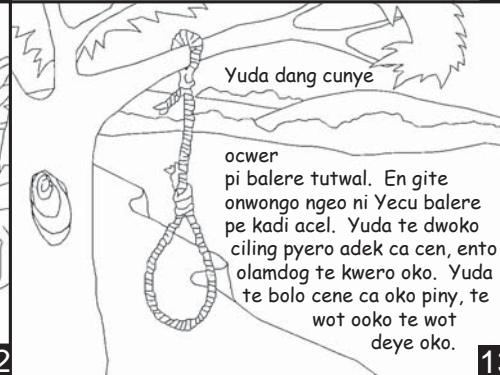 Yuda dang cunye
ocwer
pi balere tutwal. En gite
onwongo ngeo ni Yecu balere
pe kadi acel. Yuda te dwoko
ciling pyero adek ca cen, ento
olamdog te kwero oko. Yuda
te bolo cene ca oko piny, te
wot ooko te wot
deye oko.
2